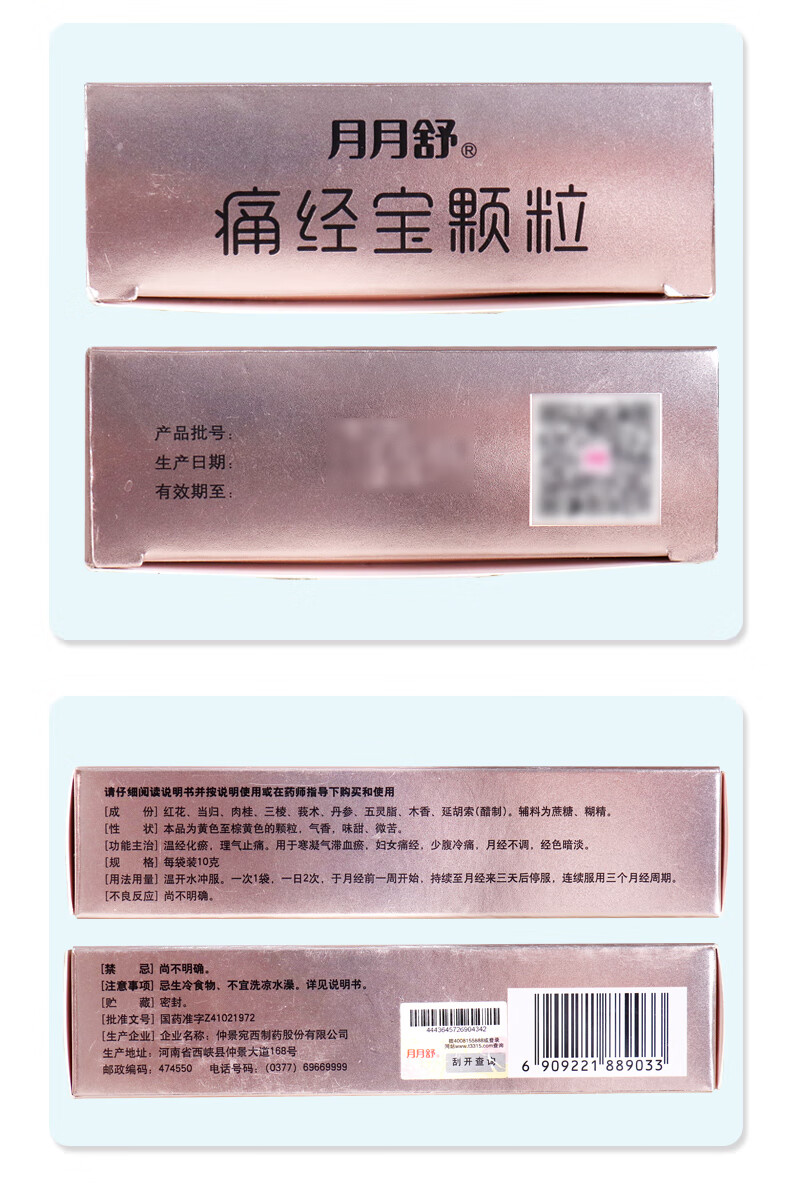 月月舒®
痛经宝颗粒
产品批号：
生产日期：
有效期至：
请仔细阅读说明书并按说明使用或在药师指导下购买和使用
[成　份] 红花、当归、肉桂、三棱、莪术、丹参、五灵脂、木香、延胡索(醋制)。辅料为蔗糖、糊精。
[性　状] 本品为黄色至棕黄色的颗粒，气香，味甜、微苦。
[功能主治] 温经化瘀，理气止痛。用于寒凝气滞血瘀，妇女痛经，少腹冷痛，月经不调，经色暗淡。
[规　格] 每袋装10克
[用法用量] 温开水冲服。一次1袋，一日2次，于月经前一周开始，持续至月经来三天后停服，连续服用三个月经周期。
[不良反应] 尚不明确。
[禁　忌] 尚不明确。
[注意事项] 忌生冷食物、不宜洗凉水澡。详见说明书。
[贮　藏] 密封。
[批准文号] 国药准字Z41021972
[生产企业] 企业名称：仲景宛西制药股份有限公司
生产地址：河南省西峡县仲景大道168号
邮政编码：474550　电话号码：(0377) 69669999
4443645726904342
月月舒®
刮开查询
6 909221 889033